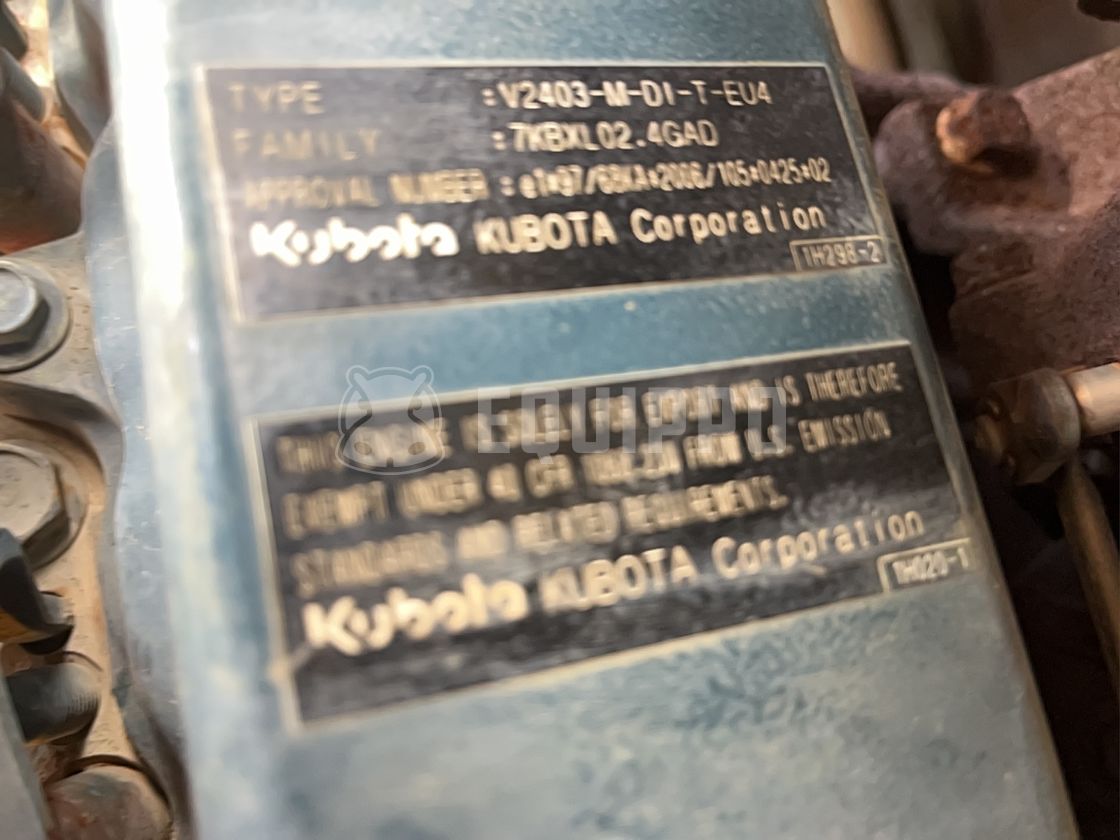 TYPE :V2403-M-DI-T-EU4
FAMILY :7KBXL02.4GAD
APPROVAL NUMBER :e1*97/68KA*2006/105*0425*02
Kubota KUBOTA Corporation
1H298-2
EQUIPPO
THIS ENGINE IS SOLELY FOR EXPORT AND IS THEREFORE
EXEMPT UNDER 40 CFR FROM U.S. EMISSION
STANDARDS AND RELATED REQUIREMENTS.
Kubota KUBOTA Corporation
1H020-1